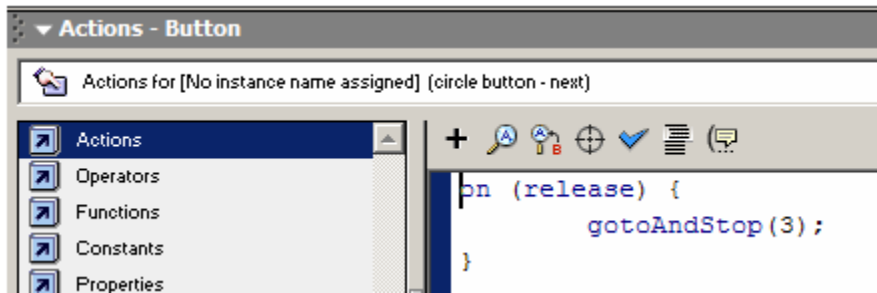 Actions - Button
Actions for [No instance name assigned] (circle button - next)
Actions
Operators
Functions
Constants
Properties
on (release) {
gotoAndStop(3);
}